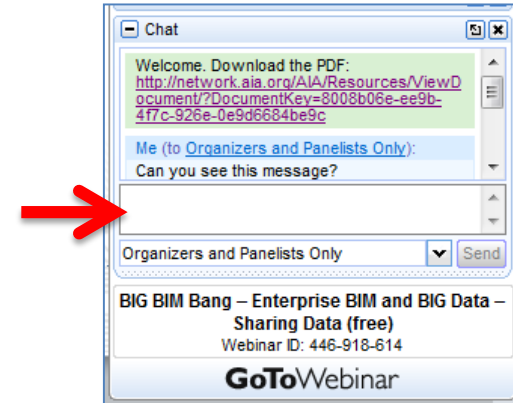 Chat
Welcome. Download the PDF:
http://network.aia.org/AIA/Resources/ViewD
ocument/?DocumentKey=8008b06e-ee9b-
4f7c-926e-0e9d6684be9c
Me (to Organizers and Panelists Only):
Can you see this message?
Organizers and Panelists Only
Send
BIG BIM Bang – Enterprise BIM and BIG Data –
Sharing Data (free)
Webinar ID: 446-918-614
GoToWebinar